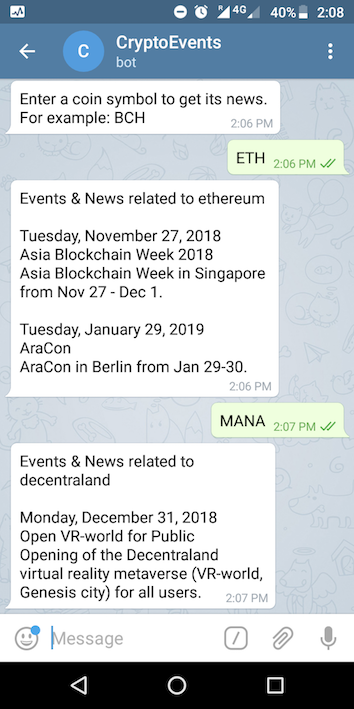 4G 40% 2:08
C CryptoEvents
bot
Enter a coin symbol to get its news.
For example: BCH
2:06 PM
ETH 2:06 PM
Events & News related to ethereum
Tuesday, November 27, 2018
Asia Blockchain Week 2018
Asia Blockchain Week in Singapore
from Nov 27 - Dec 1.
Tuesday, January 29, 2019
AraCon
AraCon in Berlin from Jan 29-30.
2:06 PM
MANA 2:07 PM
Events & News related to
decentraland
Monday, December 31, 2018
Open VR-world for Public
Opening of the Decentraland
virtual reality metaverse (VR-world,
Genesis city) for all users. 2:07 PM
Message